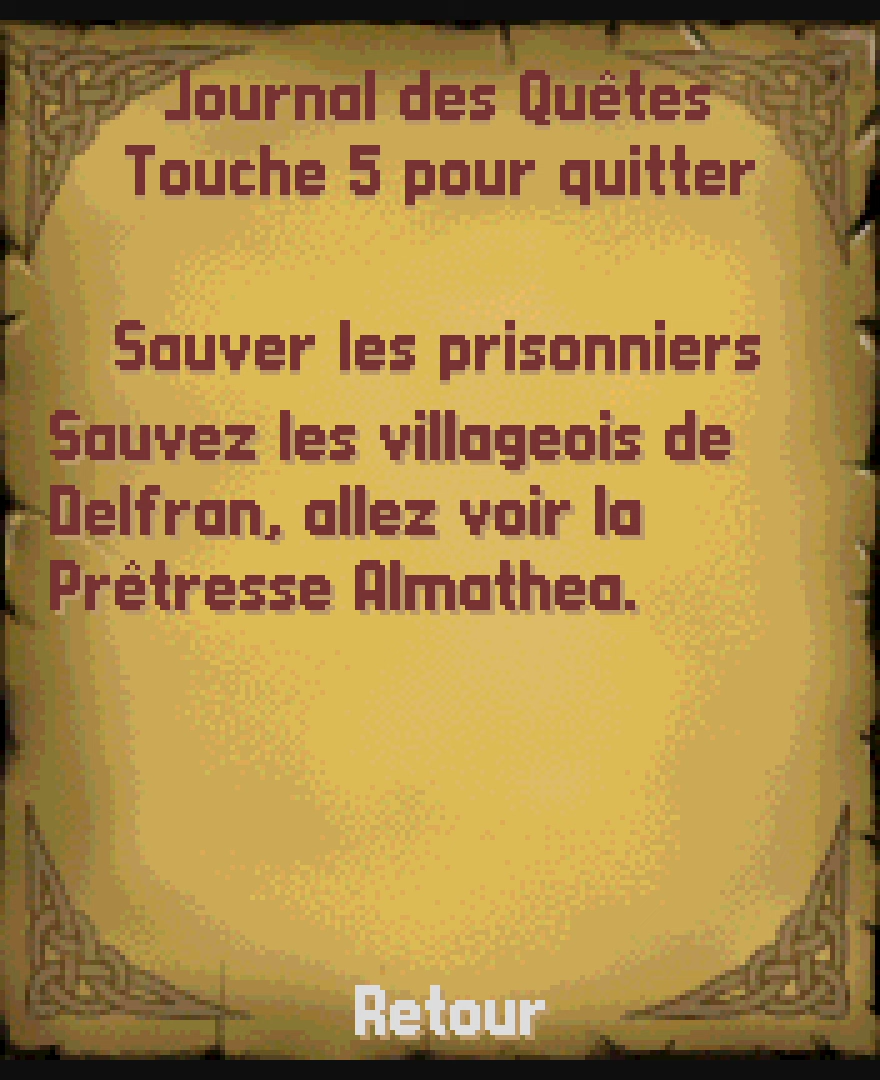 Journal des Quêtes
Touche 5 pour quitter
Sauver les prisonniers
Sauvez les villageois de
Delfran, allez voir la
Prêtresse Almathea.
Retour